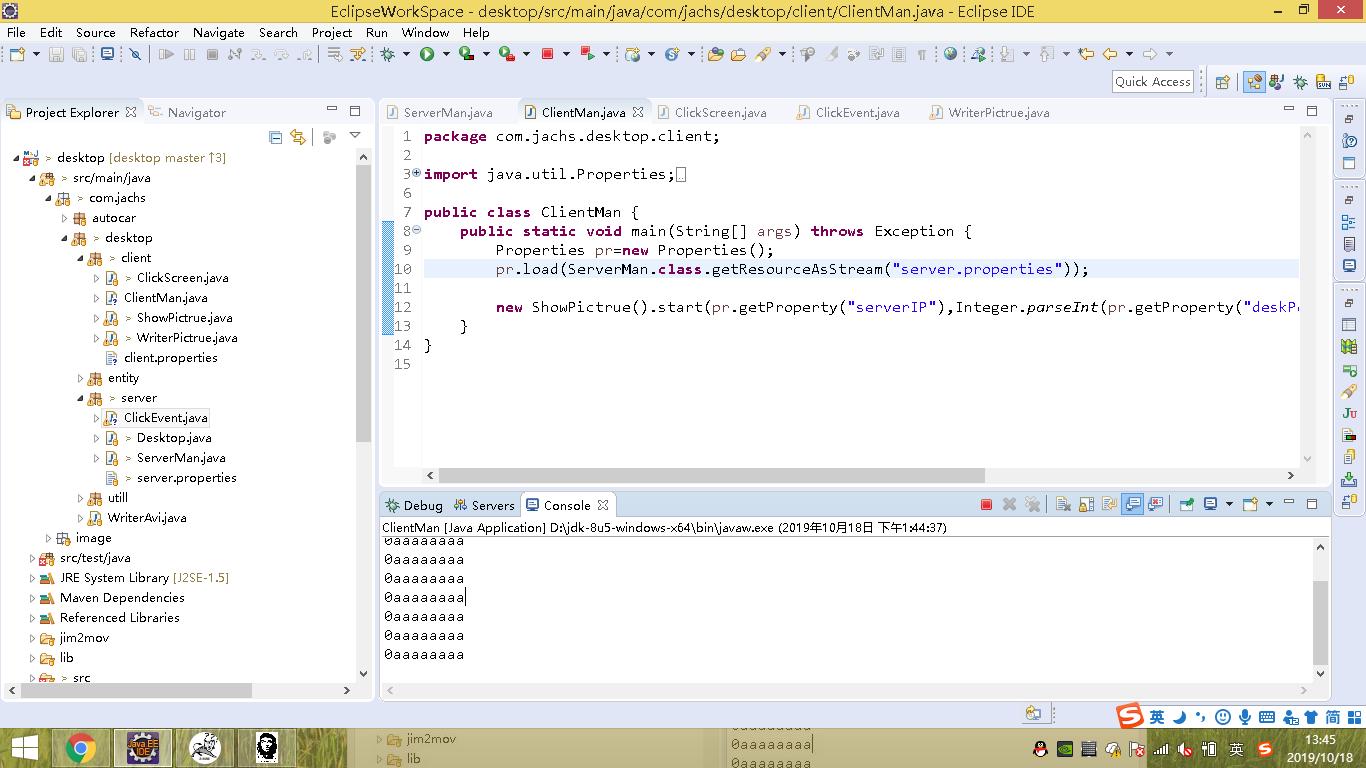 EclipseWorkSpace - desktop/src/main/java/com/jachs/desktop/client/ClientMan.java - Eclipse IDE
File Edit Source Refactor Navigate Search Project Run Window Help
Quick Access
Project Explorer
Navigator
> desktop [desktop master ↑3]
> src/main/java
> com.jachs
autocar
> desktop
> client
> ClickScreen.java
> ClientMan.java
> ShowPictrue.java
> WriterPictrue.java
client.properties
entity
> server
ClickEvent.java
> Desktop.java
> ServerMan.java
> server.properties
utill
WriterAvi.java
image
src/test/java
JRE System Library [J2SE-1.5]
Maven Dependencies
Referenced Libraries
jim2mov
lib
> src
ServerMan.java
ClientMan.java
ClickScreen.java
ClickEvent.java
WriterPictrue.java
1 package com.jachs.desktop.client;
2
3 import java.util.Properties;
6
7 public class ClientMan {
8 public static void main(String[] args) throws Exception {
9 Properties pr=new Properties();
10 pr.load(ServerMan.class.getResourceAsStream("server.properties"));
11
12 new ShowPictrue().start(pr.getProperty("serverIP"),Integer.parseInt(pr.getProperty("deskP
13 }
14 }
15
Debug Servers Console
ClientMan [Java Application] D:\jdk-8u5-windows-x64\bin\javaw.exe (2019年10月18日 下午1:44:37)
0aaaaaaaa
0aaaaaaaa
0aaaaaaaa
0aaaaaaaa
0aaaaaaaa
0aaaaaaaa
0aaaaaaaa
英 简
Java EE
IDE
jim2mov
lib
0aaaaaaaa
0aaaaaaaa
英
13:45
2019/10/18